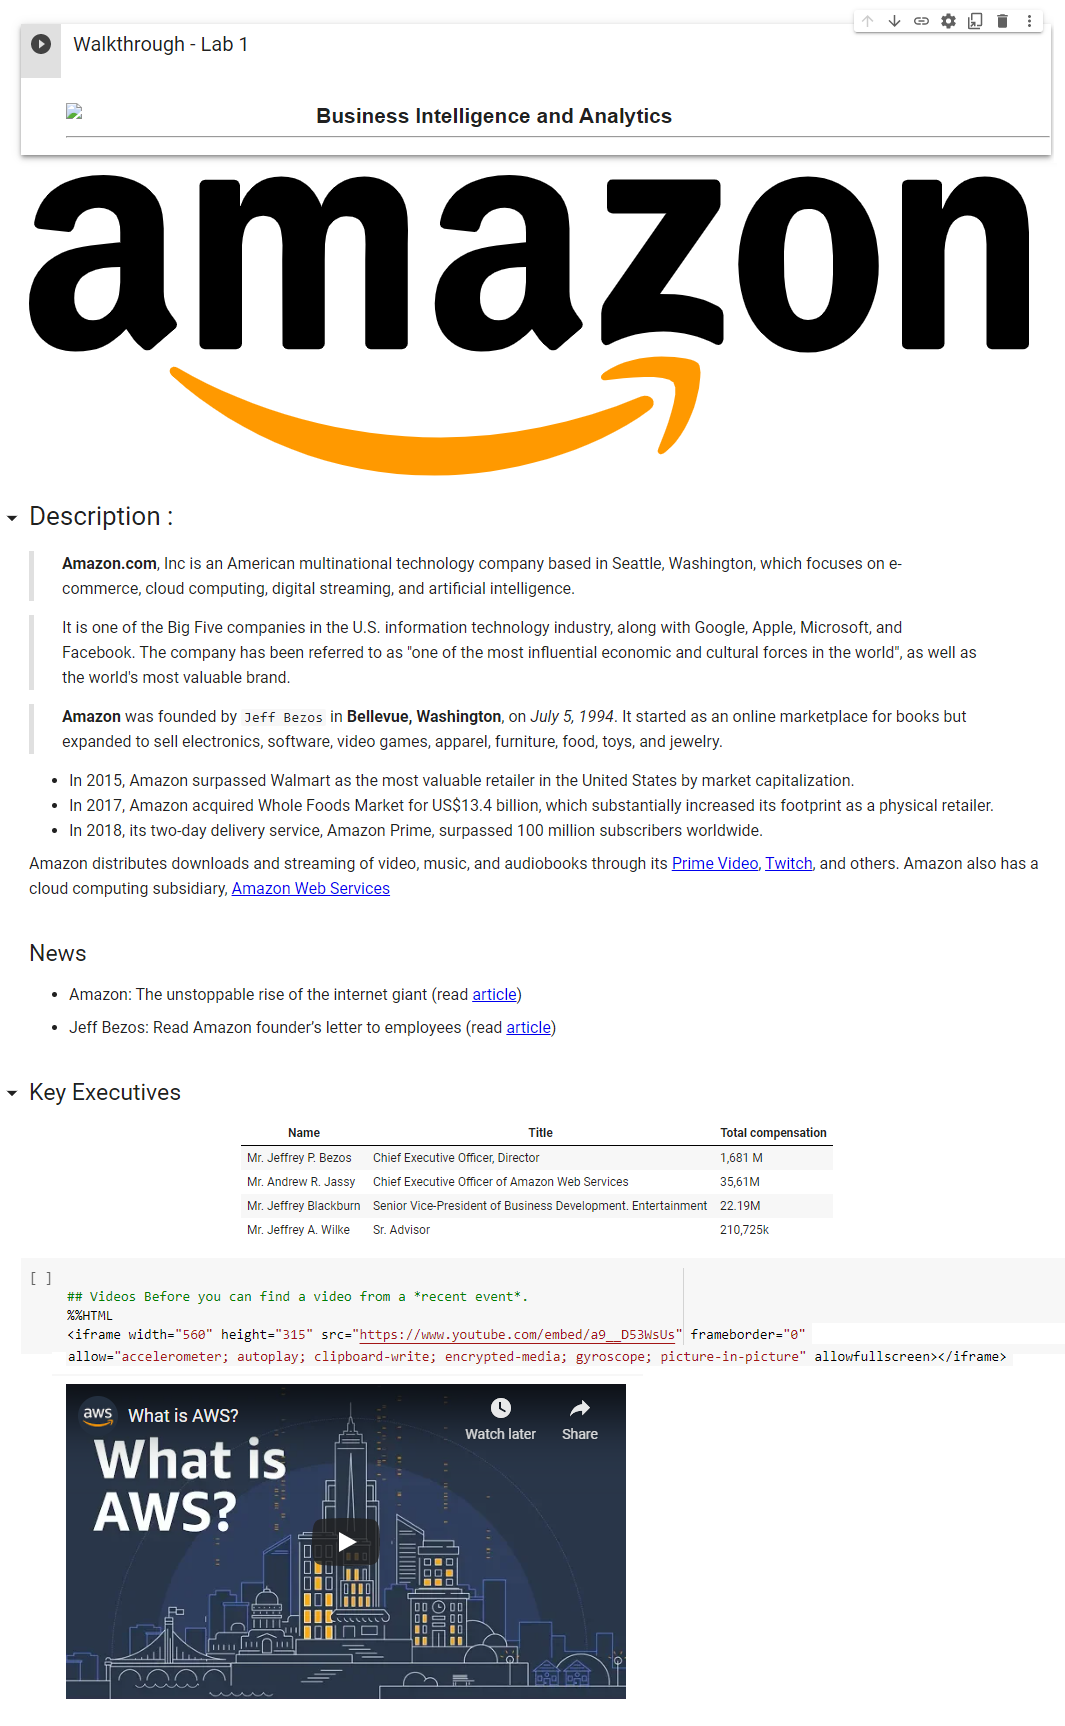 Walkthrough - Lab 1
Business Intelligence and Analytics
amazon
Description :
Amazon.com, Inc is an American multinational technology company based in Seattle, Washington, which focuses on e-
commerce, cloud computing, digital streaming, and artificial intelligence.
It is one of the Big Five companies in the U.S. information technology industry, along with Google, Apple, Microsoft, and
Facebook. The company has been referred to as "one of the most influential economic and cultural forces in the world", as well as
the world's most valuable brand.
Amazon was founded by Jeff Bezos in Bellevue, Washington, on July 5, 1994. It started as an online marketplace for books but
expanded to sell electronics, software, video games, apparel, furniture, food, toys, and jewelry.
• In 2015, Amazon surpassed Walmart as the most valuable retailer in the United States by market capitalization.
• In 2017, Amazon acquired Whole Foods Market for US$13.4 billion, which substantially increased its footprint as a physical retailer.
• In 2018, its two-day delivery service, Amazon Prime, surpassed 100 million subscribers worldwide.
Amazon distributes downloads and streaming of video, music, and audiobooks through its Prime Video, Twitch, and others. Amazon also has a
cloud computing subsidiary, Amazon Web Services
News
• Amazon: The unstoppable rise of the internet giant (read article)
• Jeff Bezos: Read Amazon founder’s letter to employees (read article)
Key Executives
Name Title Total compensation
Mr. Jeffrey P. Bezos Chief Executive Officer, Director 1,681 M
Mr. Andrew R. Jassy Chief Executive Officer of Amazon Web Services 35,61M
Mr. Jeffrey Blackburn Senior Vice-President of Business Development. Entertainment 22.19M
Mr. Jeffrey A. Wilke Sr. Advisor 210,725k
[ ]
## Videos Before you can find a video from a *recent event*.
%%HTML
<iframe width="560" height="315" src="https://www.youtube.com/embed/a9__D53WsUs" frameborder="0"
allow="accelerometer; autoplay; clipboard-write; encrypted-media; gyroscope; picture-in-picture" allowfullscreen></iframe>
aws What is AWS?
Watch later Share
What is
AWS?